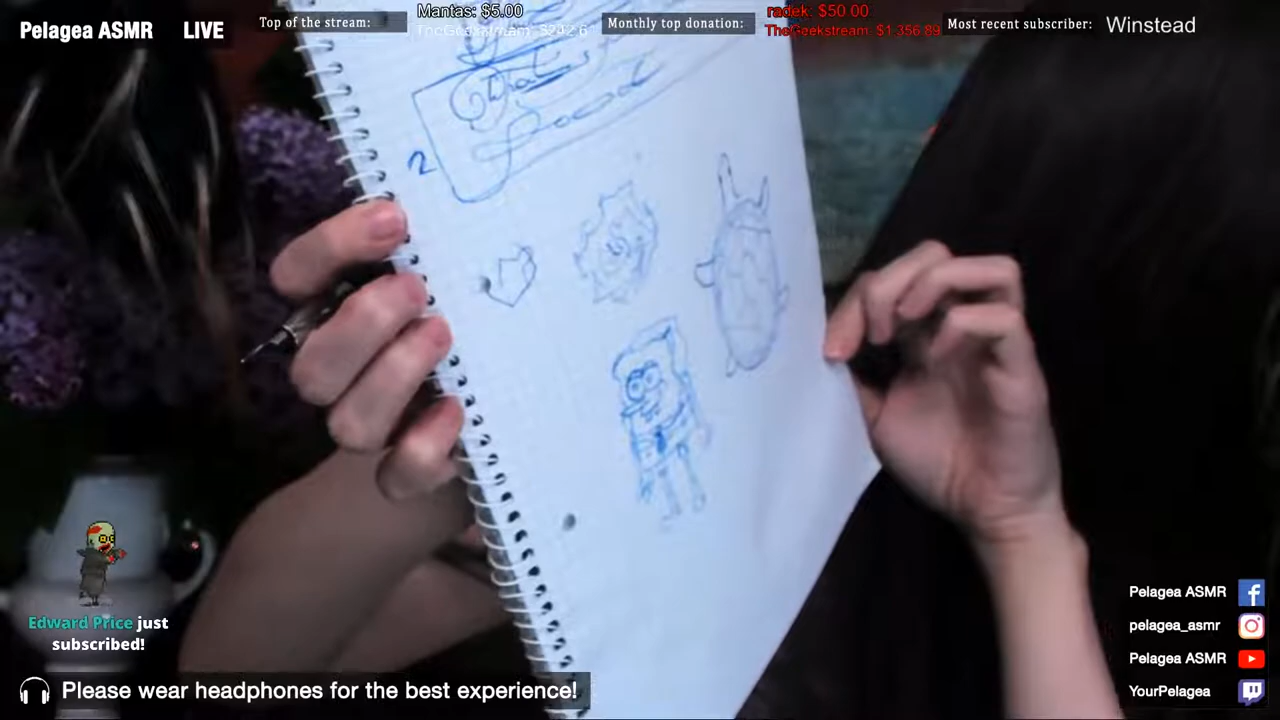 Pelagea ASMR LIVE
Top of the stream:
Mantas: $5.00
Monthly top donation:
radek: $50.00
TheGeekstream: $1,356.89
Most recent subscriber: Winstead
2
Edward Price just
subscribed!
Please wear headphones for the best experience!
Pelagea ASMR
pelagea_asmr
Pelagea ASMR
YourPelagea